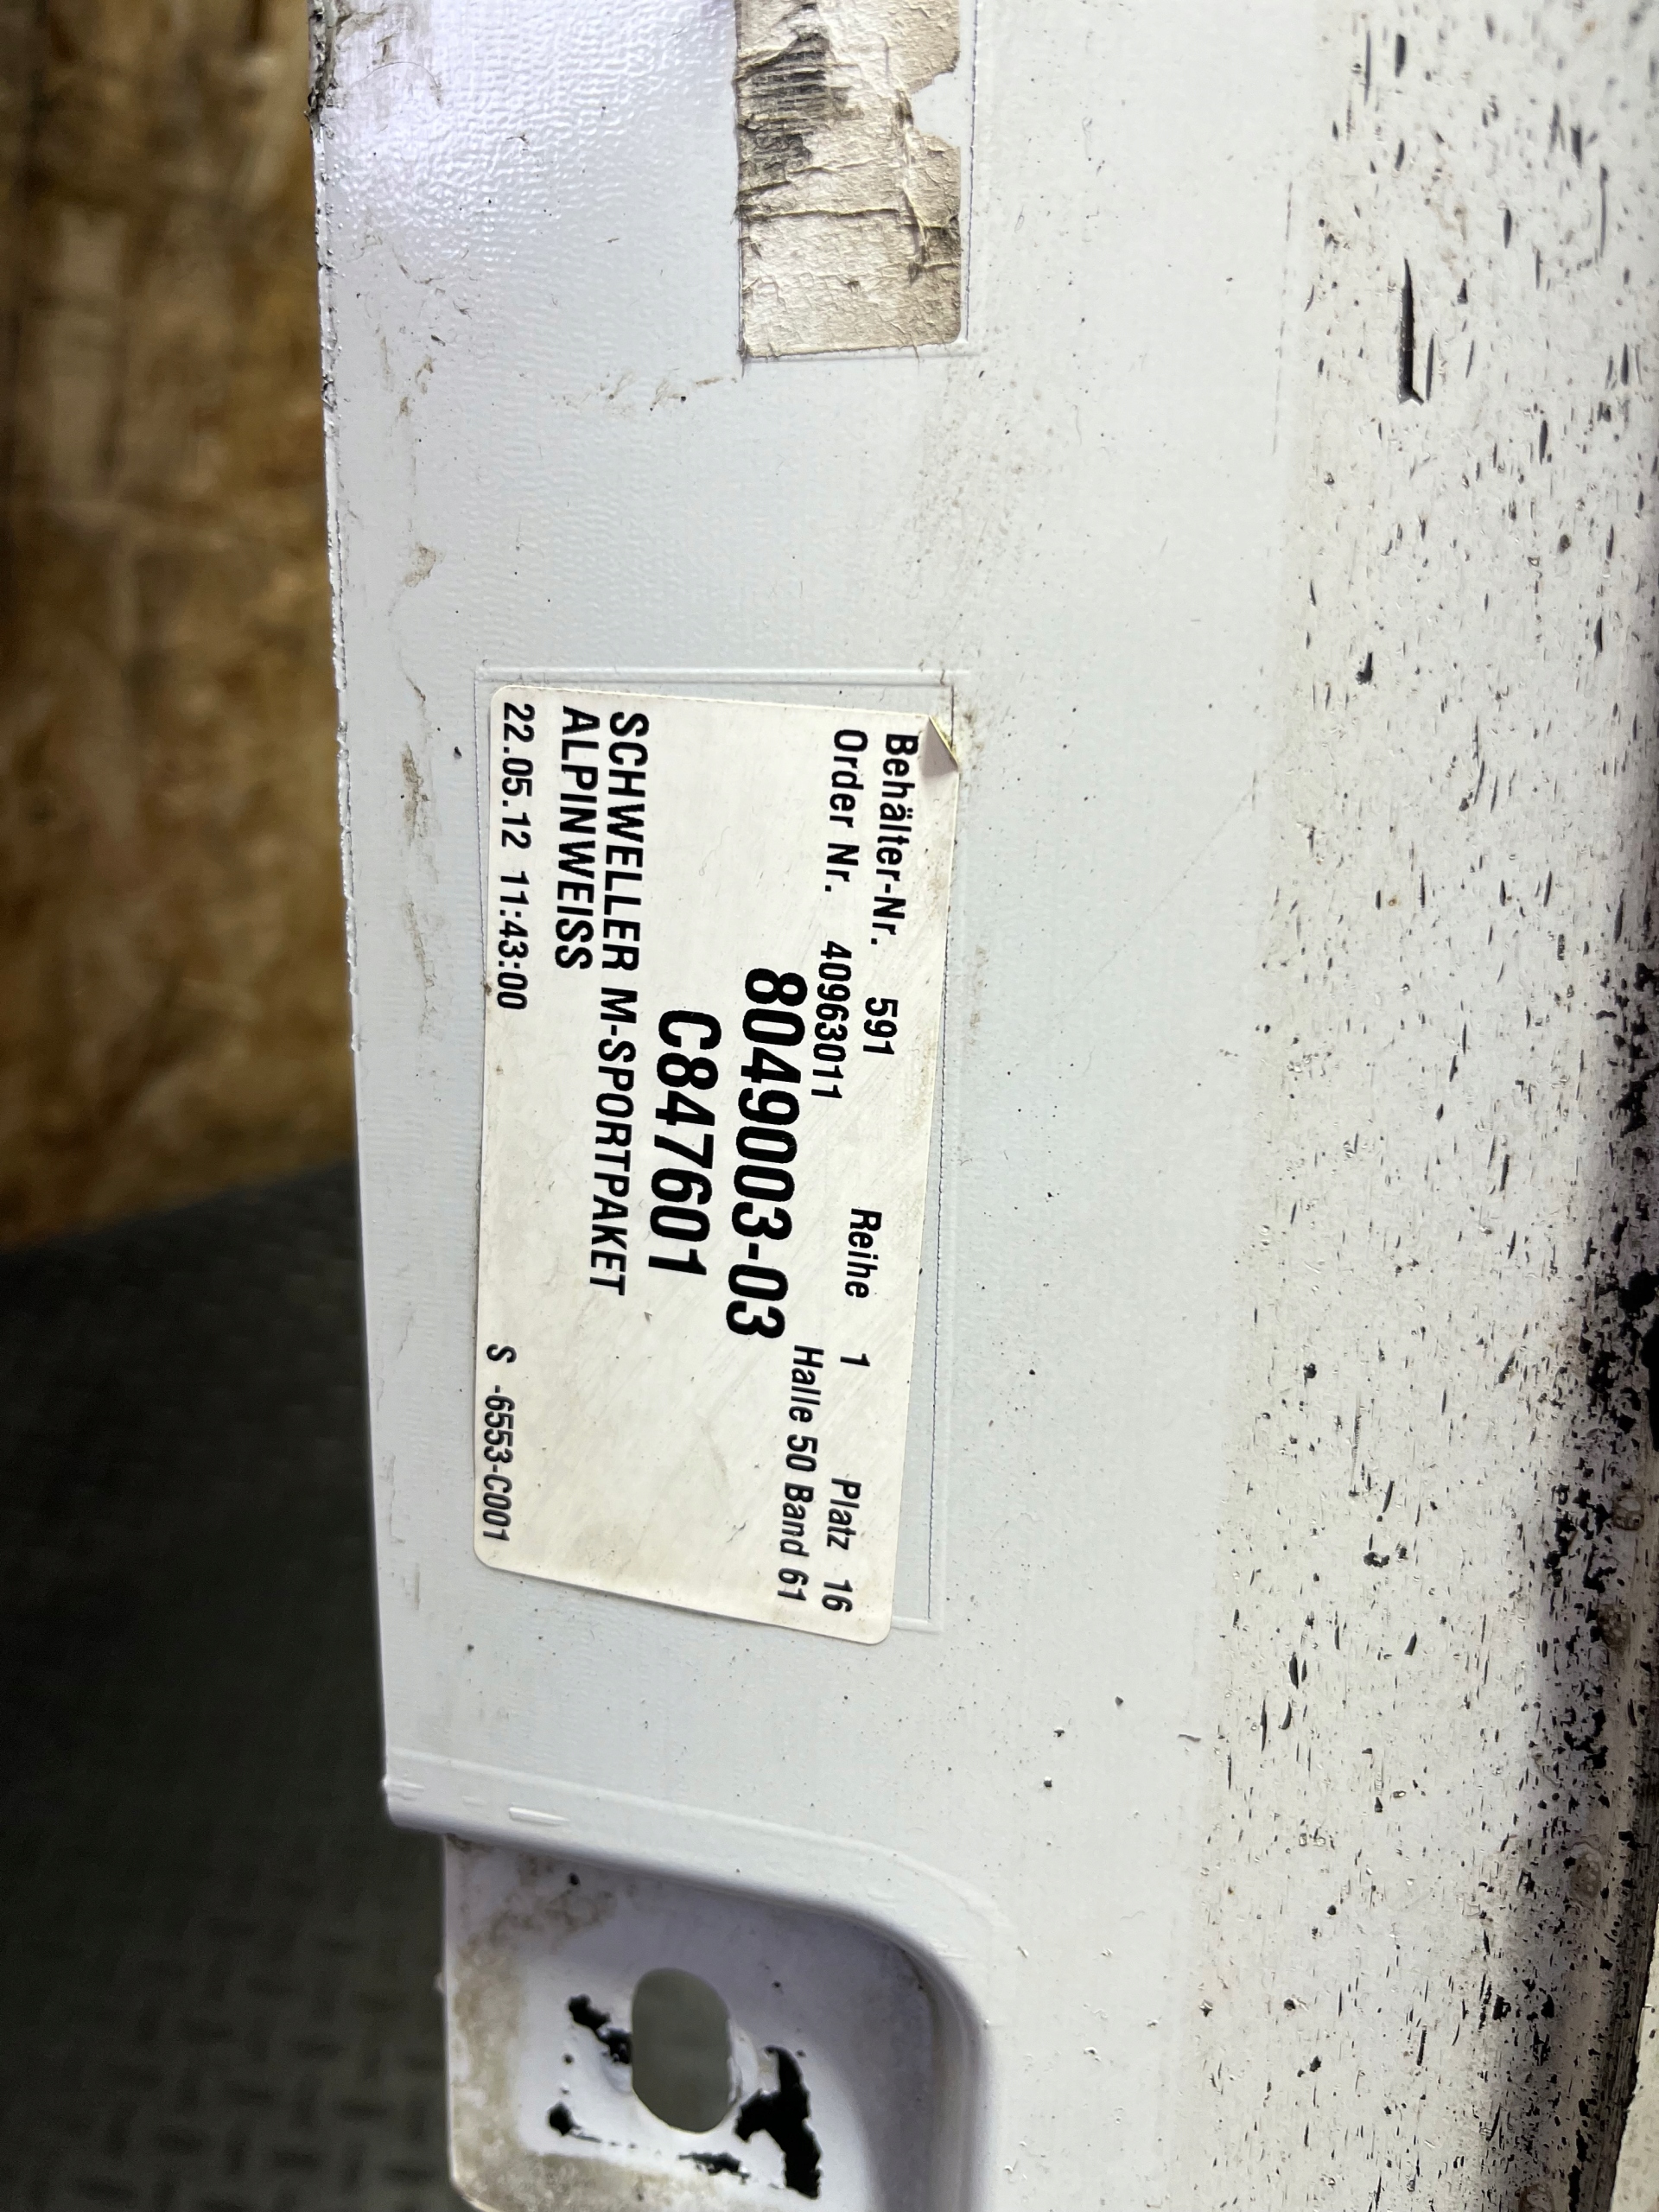 Behälter-Nr. 591 Reihe 1 Platz 16
Order Nr. 40963011 Halle 50 Band 61
8049003-03
C847601
SCHWELLER M-SPORTPAKET
ALPINWEISS
22.05.12 11:43:00 S -6553-C001